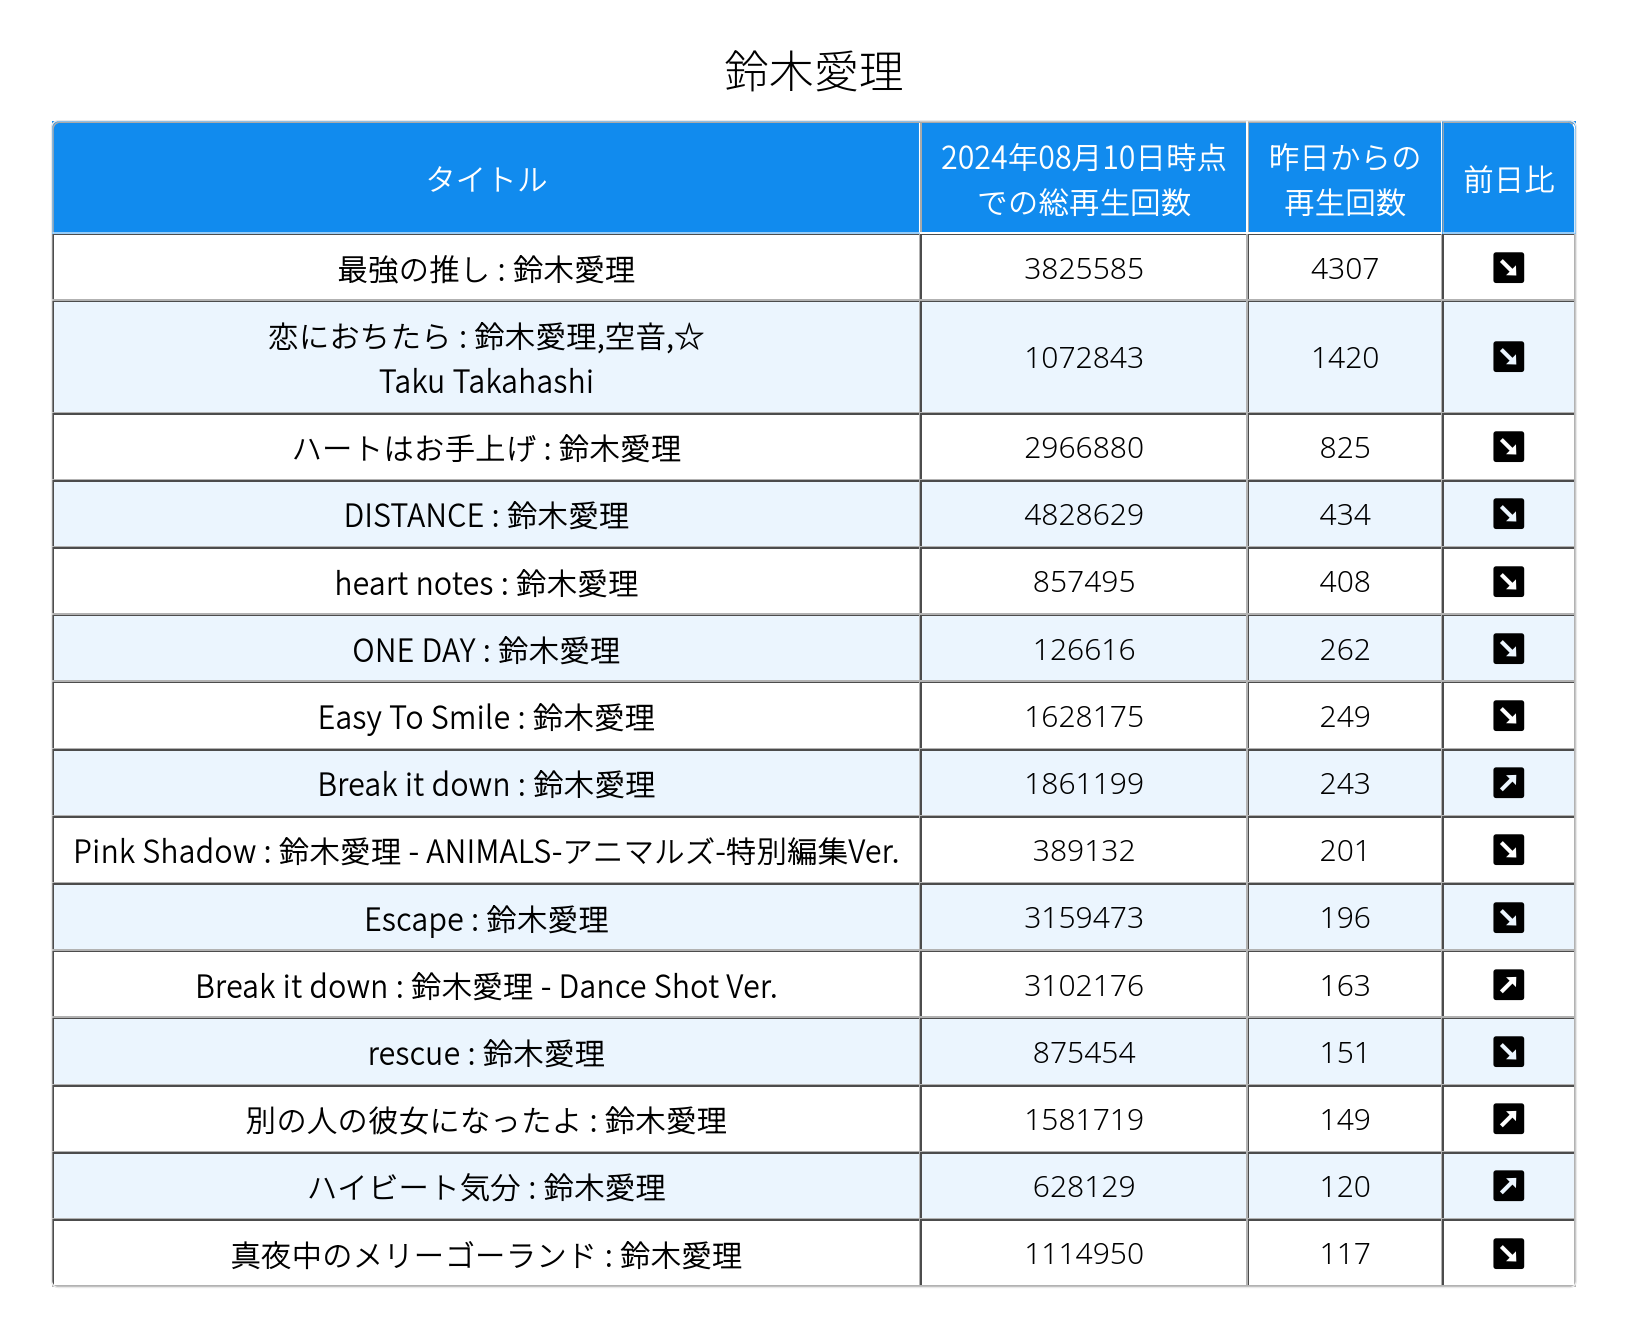 鈴木愛理
タイトル
2024年08月10日時点
での総再生回数
昨日からの
再生回数
前日比
最強の推し : 鈴木愛理 3825585 4307 ↘
恋におちたら : 鈴木愛理,空音,☆
Taku Takahashi 1072843 1420 ↘
ハートはお手上げ : 鈴木愛理 2966880 825 ↘
DISTANCE : 鈴木愛理 4828629 434 ↘
heart notes : 鈴木愛理 857495 408 ↘
ONE DAY : 鈴木愛理 126616 262 ↘
Easy To Smile : 鈴木愛理 1628175 249 ↘
Break it down : 鈴木愛理 1861199 243 ↗
Pink Shadow : 鈴木愛理 - ANIMALS-アニマルズ-特別編集Ver. 389132 201 ↘
Escape : 鈴木愛理 3159473 196 ↘
Break it down : 鈴木愛理 - Dance Shot Ver. 3102176 163 ↗
rescue : 鈴木愛理 875454 151 ↘
別の人の彼女になったよ : 鈴木愛理 1581719 149 ↗
ハイビート気分 : 鈴木愛理 628129 120 ↗
真夜中のメリーゴーランド : 鈴木愛理 1114950 117 ↘